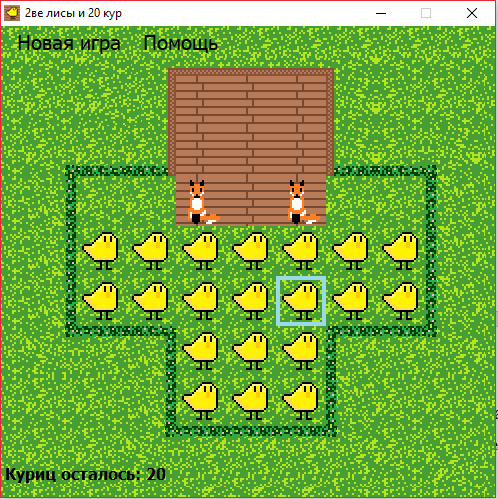 2ве лисы и 20 кур
Новая игра Помощь
Куриц осталось: 20